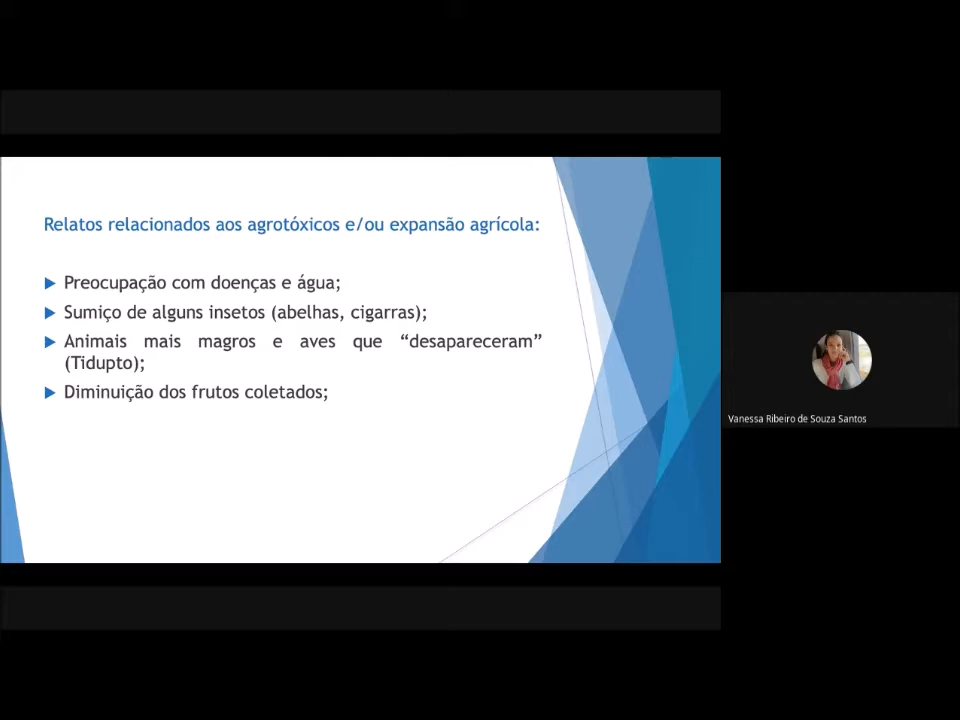 Relatos relacionados aos agrotóxicos e/ou expansão agrícola:
Preocupação com doenças e água;
Sumiço de alguns insetos (abelhas, cigarras);
Animais mais magros e aves que “desapareceram”
(Tidupto);
Diminuição dos frutos coletados;
Vanessa Ribeiro de Souza Santos